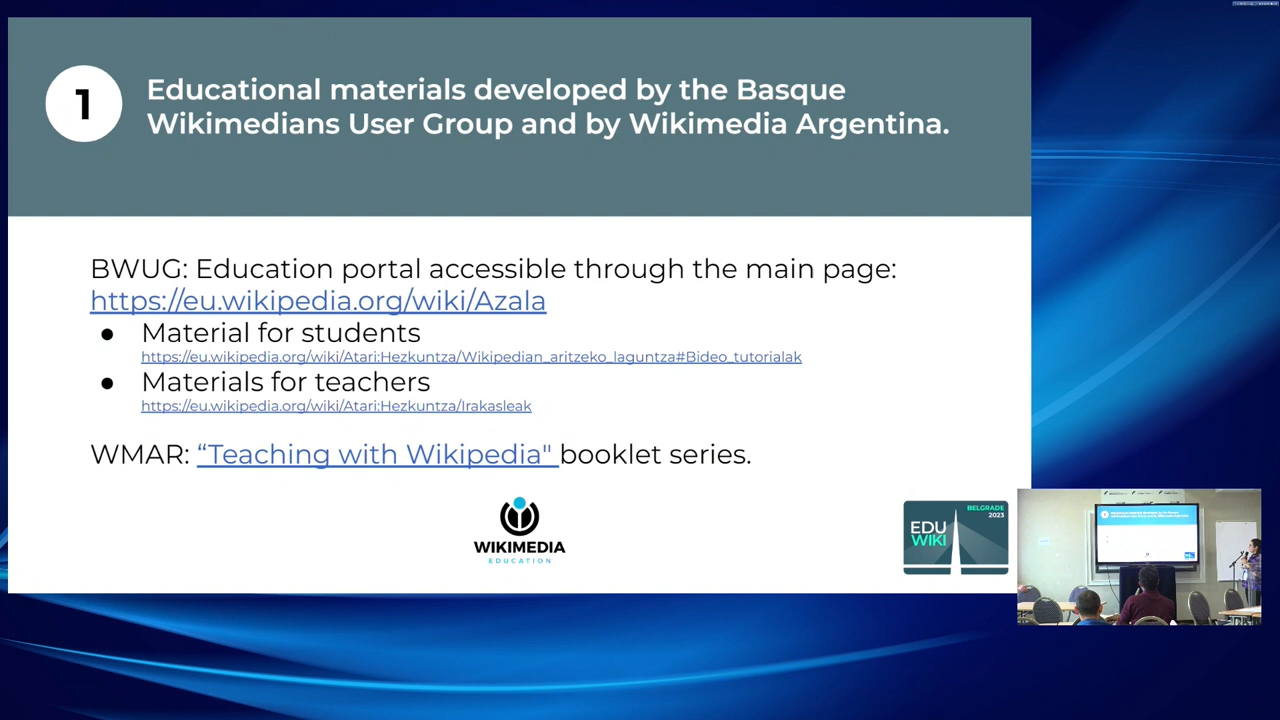 1
Educational materials developed by the Basque
Wikimedians User Group and by Wikimedia Argentina.
BWUG: Education portal accessible through the main page:
https://eu.wikipedia.org/wiki/Azala
● Material for students
https://eu.wikipedia.org/wiki/Atari:Hezkuntza/Wikipedian_aritzeko_laguntza#Bideo_tutorialak
● Materials for teachers
https://eu.wikipedia.org/wiki/Atari:Hezkuntza/Irakasleak
WMAR: “Teaching with Wikipedia" booklet series.
WIKIMEDIA
EDUCATION
BELGRADE
2023
EDU
WIKI